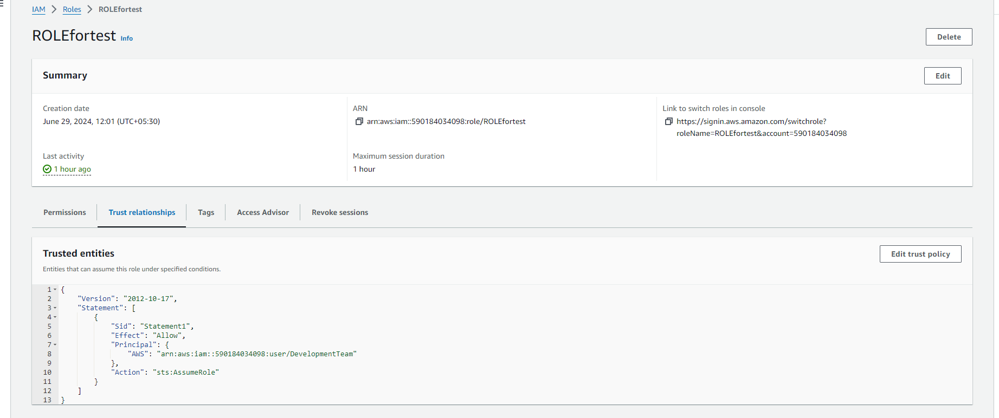 IAM > Roles > ROLEfortest
ROLEfortest Info
Delete
Summary
Edit
Creation date
June 29, 2024, 12:01 (UTC+05:30)
ARN
arn:aws:iam::590184034098:role/ROLEfortest
Link to switch roles in console
https://signin.aws.amazon.com/switchrole?
roleName=ROLEfortest&account=590184034098
Last activity
1 hour ago
Maximum session duration
1 hour
Permissions Trust relationships Tags Access Advisor Revoke sessions
Trusted entities
Edit trust policy
Entities that can assume this role under specified conditions.
1 {
2 "Version": "2012-10-17",
3 "Statement": [
4 {
5 "Sid": "Statement1",
6 "Effect": "Allow",
7 "Principal": {
8 "AWS": "arn:aws:iam::590184034098:user/DevelopmentTeam"
9 },
10 "Action": "sts:AssumeRole"
11 }
12 ]
13 }